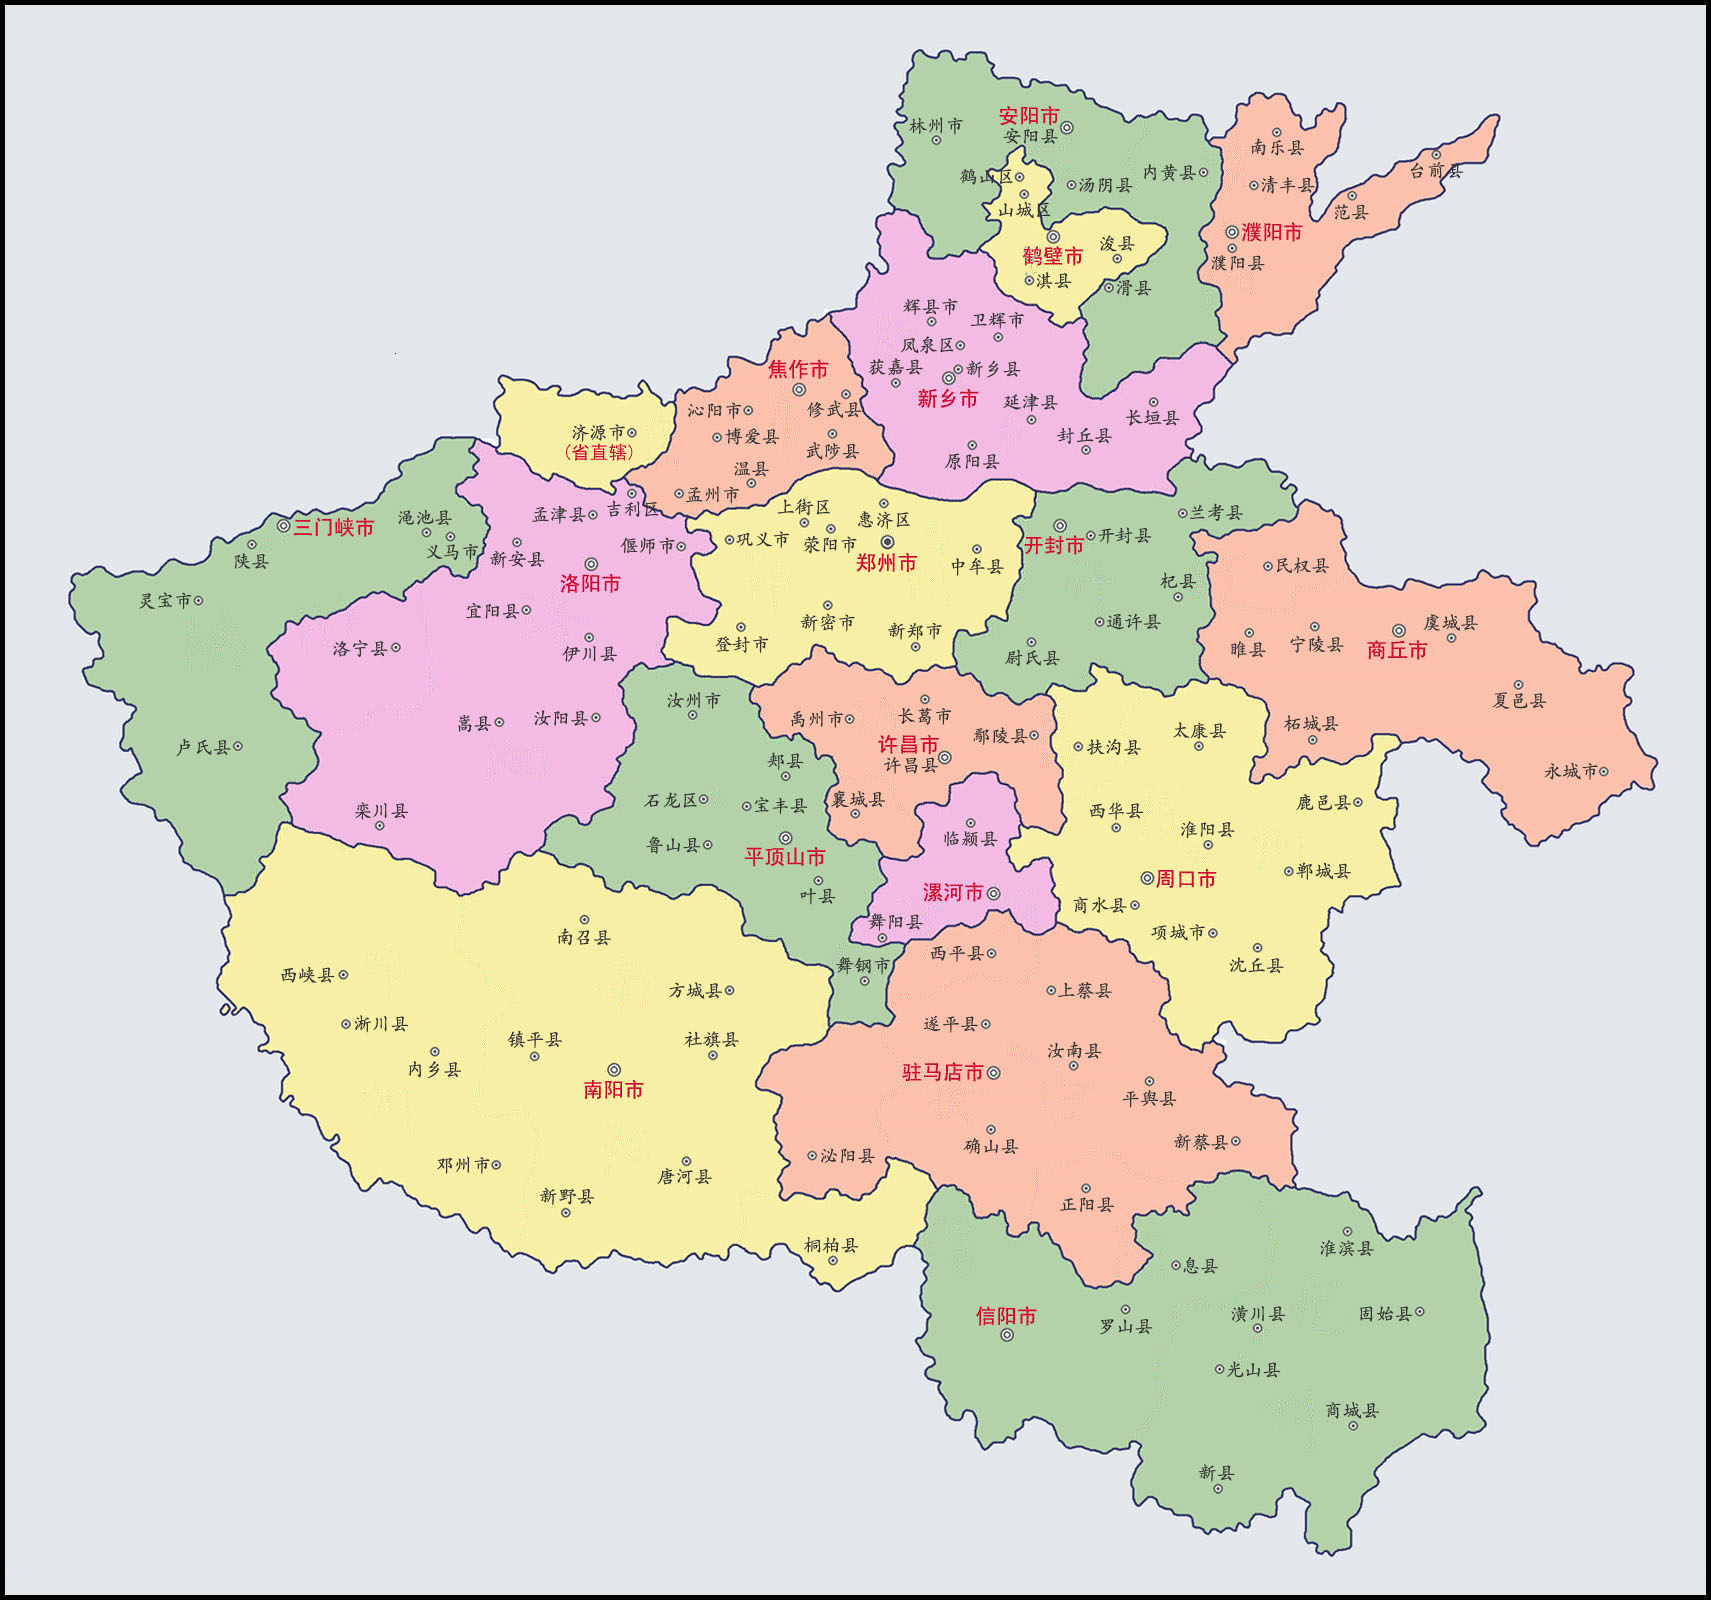 安阳市
安阳县
林州市
鹤山区
山城区
汤阴县
内黄县
鹤壁市
浚县
淇县
滑县
南乐县
清丰县
濮阳市
濮阳县
范县
台前县
辉县市
卫辉市
凤泉区
获嘉县
新乡县
新乡市
延津县
长垣县
封丘县
原阳县
焦作市
沁阳市
修武县
博爱县
武陟县
温县
孟州市
济源市
(省直辖)
三门峡市
渑池县
义马市
陕县
灵宝市
卢氏县
孟津县
吉利区
新安县
偃师市
洛阳市
宜阳县
洛宁县
伊川县
嵩县
汝阳县
栾川县
上街区
惠济区
巩义市
荥阳市
郑州市
中牟县
登封市
新密市
新郑市
兰考县
开封市
开封县
杞县
通许县
尉氏县
民权县
睢县
宁陵县
商丘市
虞城县
夏邑县
柘城县
永城市
汝州市
郏县
石龙区
宝丰县
鲁山县
平顶山市
叶县
舞钢市
禹州市
长葛市
鄢陵县
许昌市
许昌县
襄城县
临颍县
漯河市
舞阳县
扶沟县
太康县
西华县
淮阳县
鹿邑县
周口市
郸城县
商水县
项城市
沈丘县
南召县
西峡县
方城县
淅川县
内乡县
镇平县
社旗县
南阳市
邓州市
新野县
唐河县
桐柏县
西平县
上蔡县
遂平县
汝南县
驻马店市
平舆县
确山县
新蔡县
泌阳县
正阳县
淮滨县
息县
信阳市
罗山县
潢川县
固始县
光山县
商城县
新县